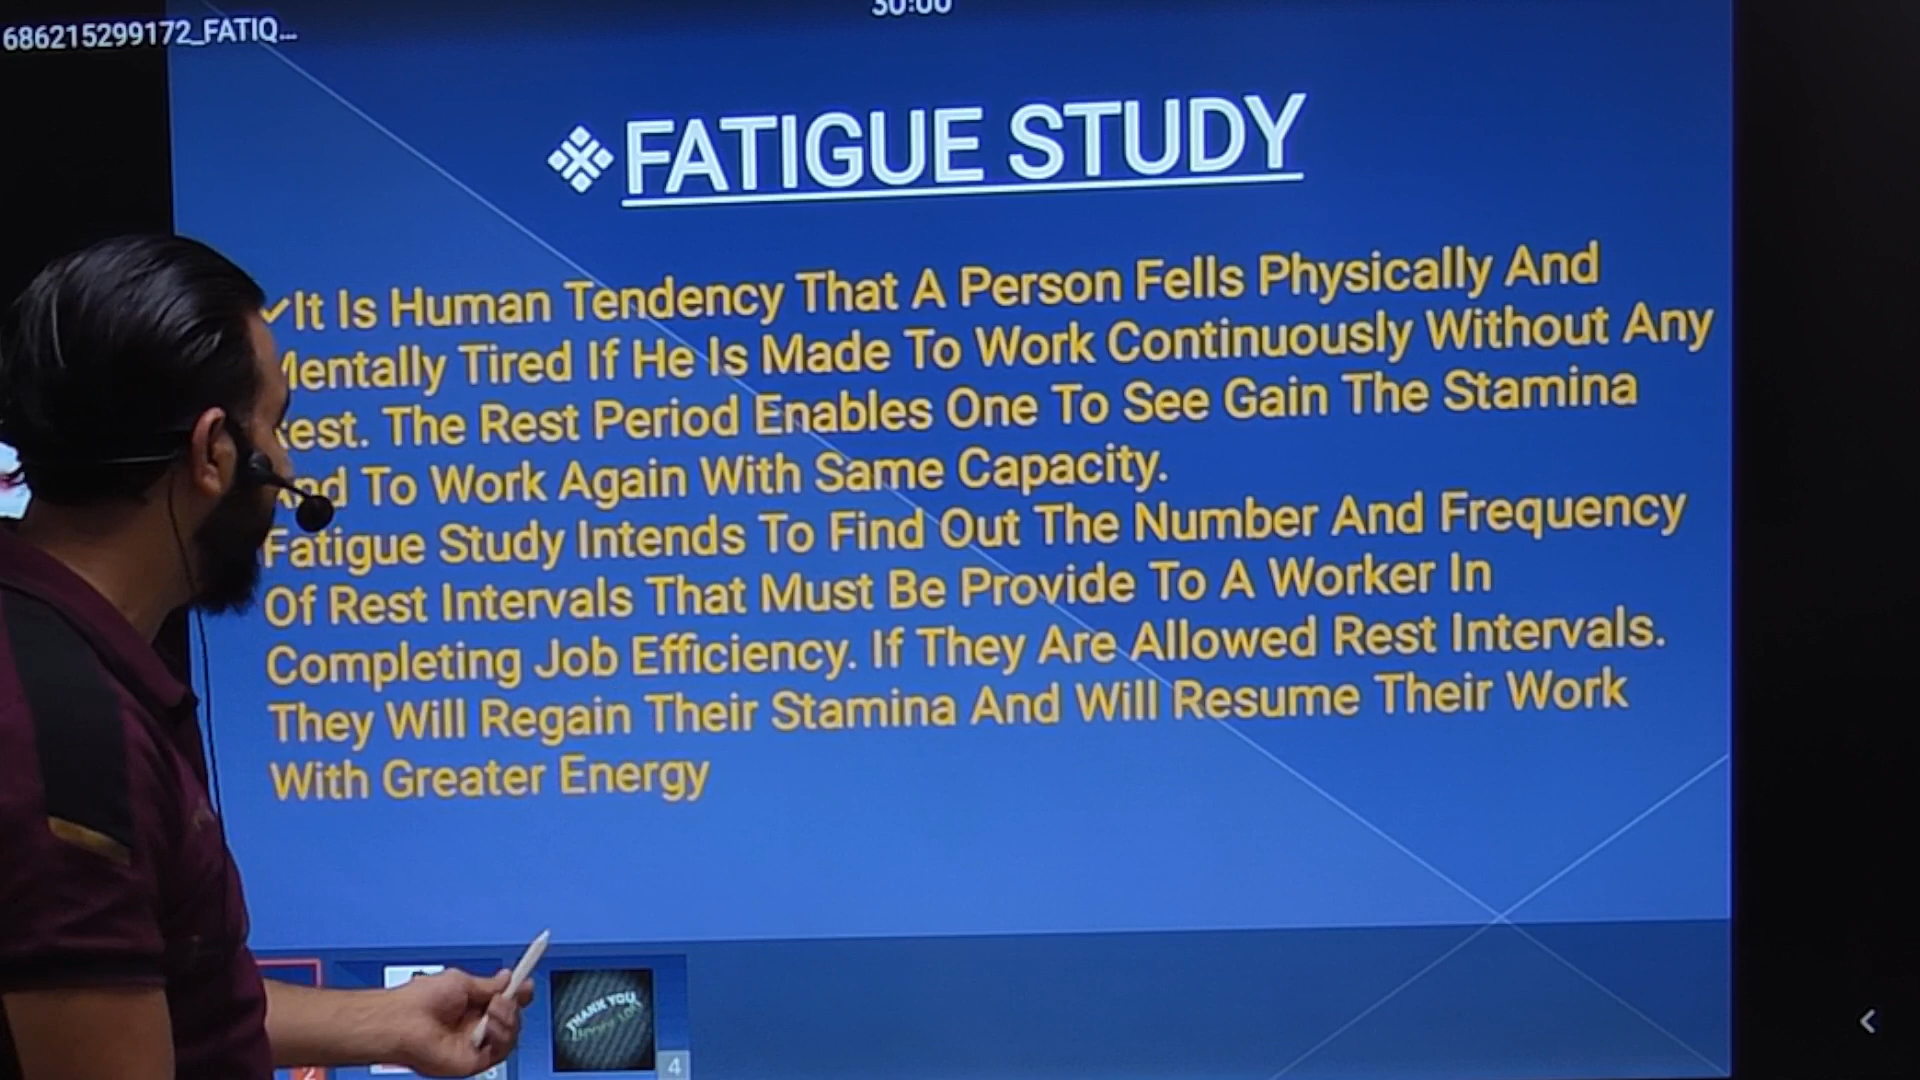 30:00
686215299172_FATIQ...
❖FATIGUE STUDY
✓It Is Human Tendency That A Person Fells Physically And
Mentally Tired If He Is Made To Work Continuously Without Any
Rest. The Rest Period Enables One To See Gain The Stamina
And To Work Again With Same Capacity.
Fatigue Study Intends To Find Out The Number And Frequency
Of Rest Intervals That Must Be Provide To A Worker In
Completing Job Efficiency. If They Are Allowed Rest Intervals.
They Will Regain Their Stamina And Will Resume Their Work
With Greater Energy
THANK YOU
2
3
4